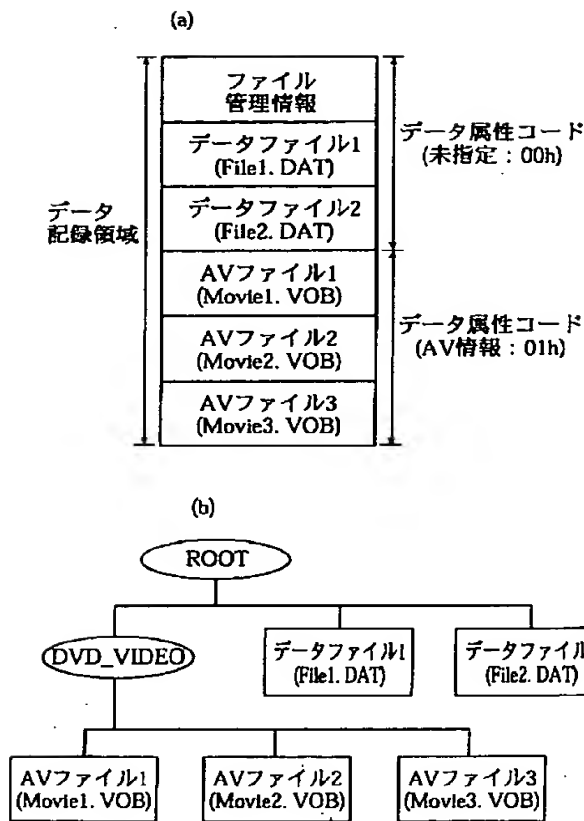 (a)
ファイル
管理情報
データファイル1
(File1. DAT)
データファイル2
(File2. DAT)
AVファイル1
(Movie1. VOB)
AVファイル2
(Movie2. VOB)
AVファイル3
(Movie3. VOB)
データ
記録領域
データ属性コード
(未指定：00h)
データ属性コード
(AV情報：01h)
(b)
ROOT
DVD_VIDEO
データファイル1
(File1. DAT)
データファイル
(File2. DAT)
AVファイル1
(Movie1. VOB)
AVファイル2
(Movie2. VOB)
AVファイル3
(Movie3. VOB)